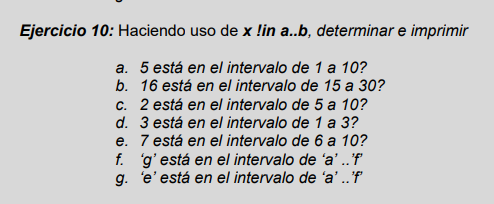 Ejercicio 10: Haciendo uso de x !in a..b, determinar e imprimir
a. 5 está en el intervalo de 1 a 10?
b. 16 está en el intervalo de 15 a 30?
c. 2 está en el intervalo de 5 a 10?
d. 3 está en el intervalo de 1 a 3?
e. 7 está en el intervalo de 6 a 10?
f. ‘g’ está en el intervalo de ‘a’ ..’f’
g. ‘e’ está en el intervalo de ‘a’ ..’f’